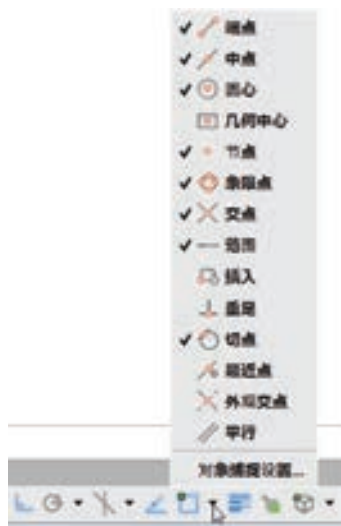 端点
中点
圆心
几何中心
节点
象限点
交点
范围
插入
垂足
切点
最近点
外观交点
平行
对象捕捉设置...